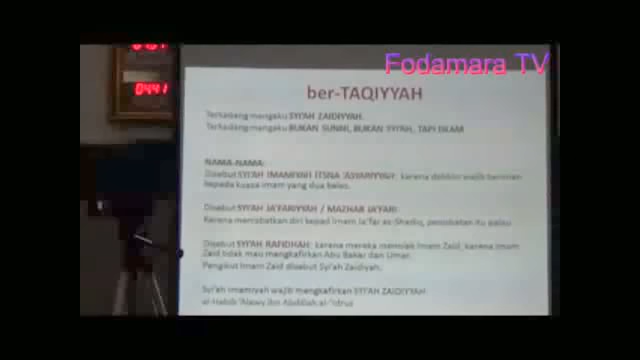 Fodamara TV
04:41
ber-TAQIYYAH
Terkadang mengaku SYI'AH ZAIDIYYAH.
Terkadang mengaku BUKAN SUNNI, BUKAN SYI'AH, TAPI ISLAM
NAMA-NAMA:
Disebut SYI'AH IMAMIYAH ITSNA 'ASYARIYYAH: karena doktrin wajib beriman
kepada kuasa imam yang dua belas.
Disebut SYI'AH JA'FARIYYAH / MAZHAB JA'FARI:
Karena menisbatkan diri kepad Imam Ja'far as-Shadiq, penisbatan itu palsu
Disebut SYI'AH RAFIDHAH: karena mereka menolak Imam Zaid, karena Imam
Zaid tidak mau mengkafirkan Abu Bakar dan Umar.
Pengikut Imam Zaid disebut Syi'ah Zaidiyah.
Syi'ah imamiyah wajib mengkafirkan SYI'AH ZAIDIYYAH
al-Habib 'Alawy ibn Abdillah al-'Idrus